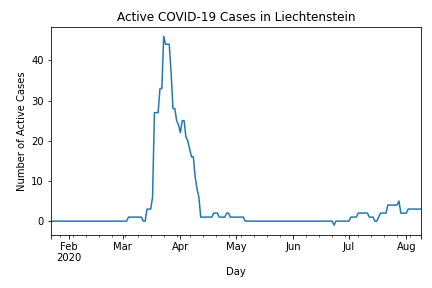 Active COVID-19 Cases in Liechtenstein
Number of Active Cases
40
30
20
10
0
Feb Mar Apr May Jun Jul Aug
2020
Day